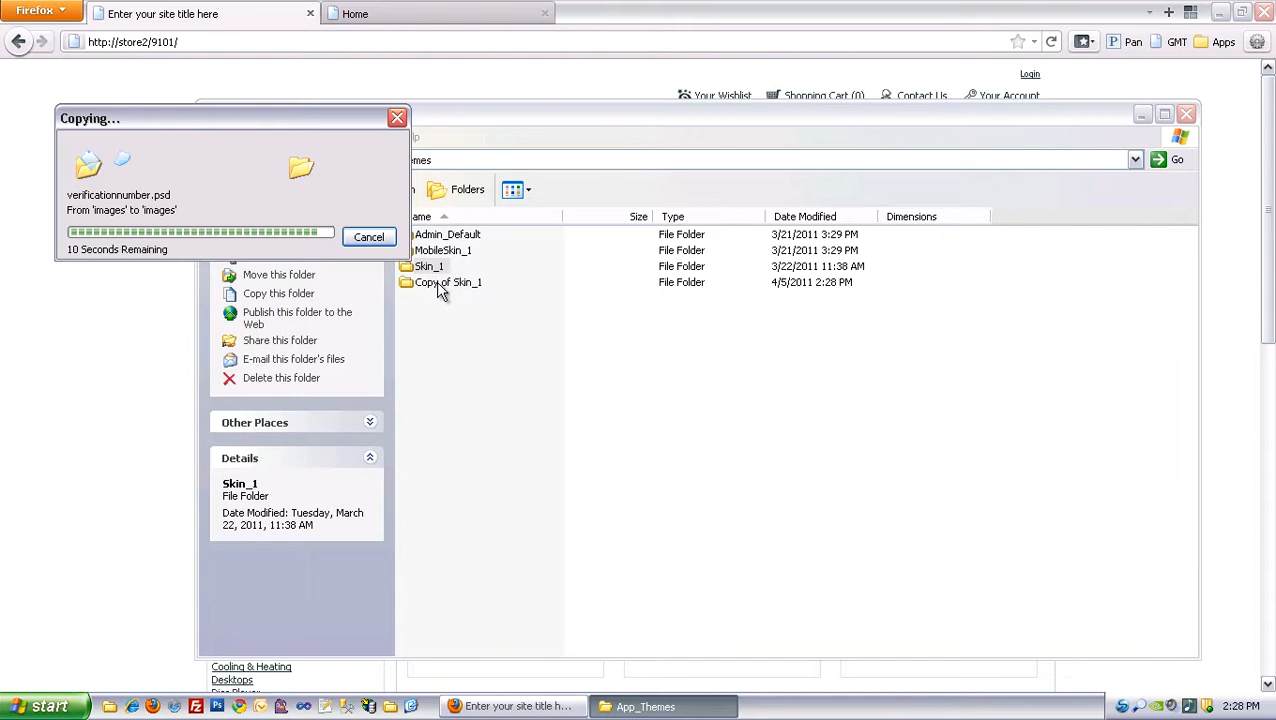 Firefox
Enter your site title here
Home
http://store2/9101/
Pan
GMT
Apps
Login
Your Wishlist
Shopping Cart (0)
Contact Us
Your Account
Copying...
verificationnumber.psd
From 'images' to 'images'
Cancel
10 Seconds Remaining
Go
Folders
Size
Type
Date Modified
Dimensions
Admin_Default
File Folder
3/21/2011 3:29 PM
MobileSkin_1
File Folder
3/21/2011 3:29 PM
Skin_1
File Folder
3/22/2011 11:38 AM
Copy of Skin_1
File Folder
4/5/2011 2:28 PM
Move this folder
Copy this folder
Publish this folder to the
Web
Share this folder
E-mail this folder's files
Delete this folder
Other Places
Details
Skin_1
File Folder
Date Modified: Tuesday, March
22, 2011, 11:38 AM
Cooling & Heating
Desktops
start
Enter your site title h...
App_Themes
2:28 PM